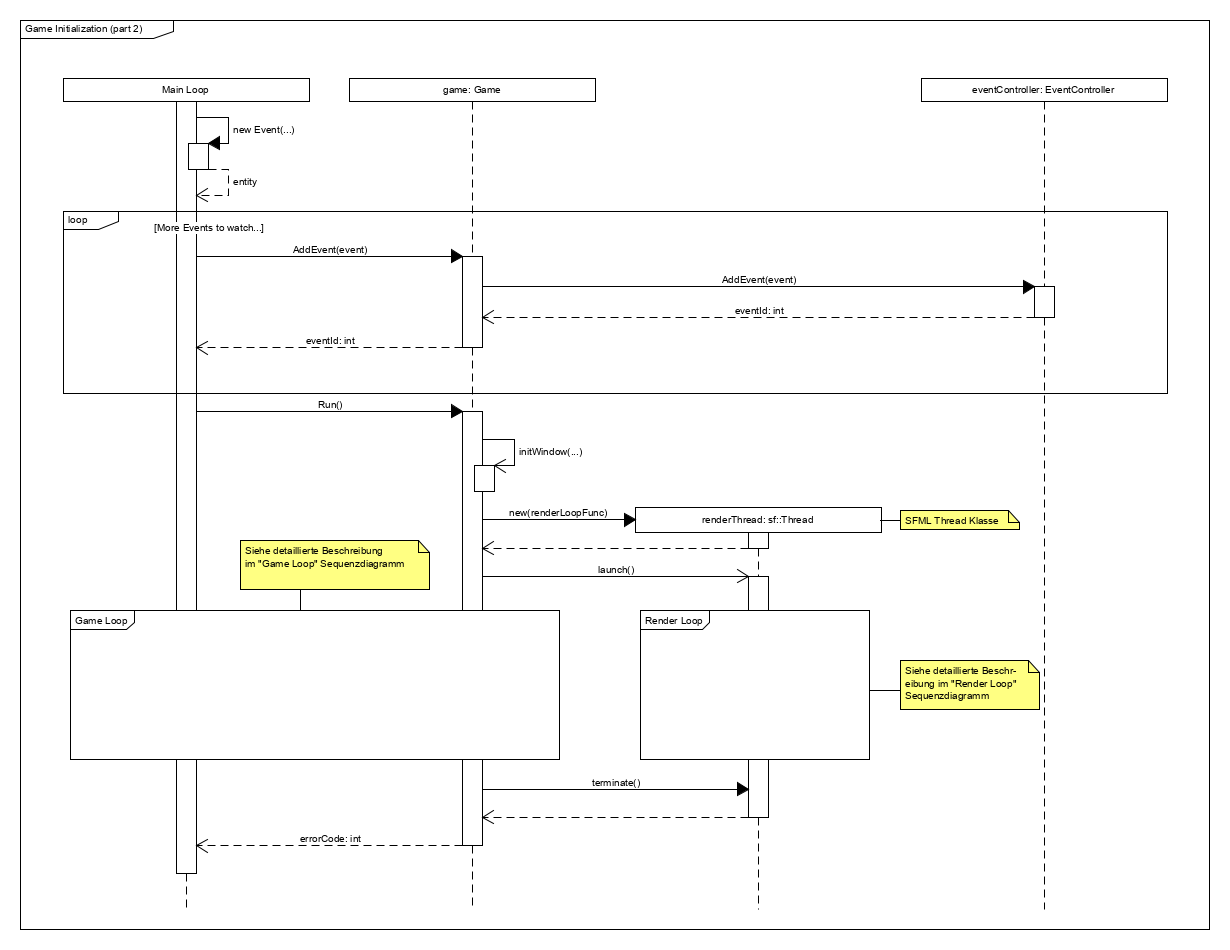 Game Initialization (part 2)
Main Loop
game: Game
eventController: EventController
new Event(...)
entity
loop
[More Events to watch...]
AddEvent(event)
AddEvent(event)
eventId: int
eventId: int
Run()
initWindow(...)
new(renderLoopFunc)
renderThread: sf::Thread
SFML Thread Klasse
Siehe detaillierte Beschreibung
im "Game Loop" Sequenzdiagramm
launch()
Game Loop
Render Loop
Siehe detaillierte Beschr-
eibung im "Render Loop"
Sequenzdiagramm
terminate()
errorCode: int